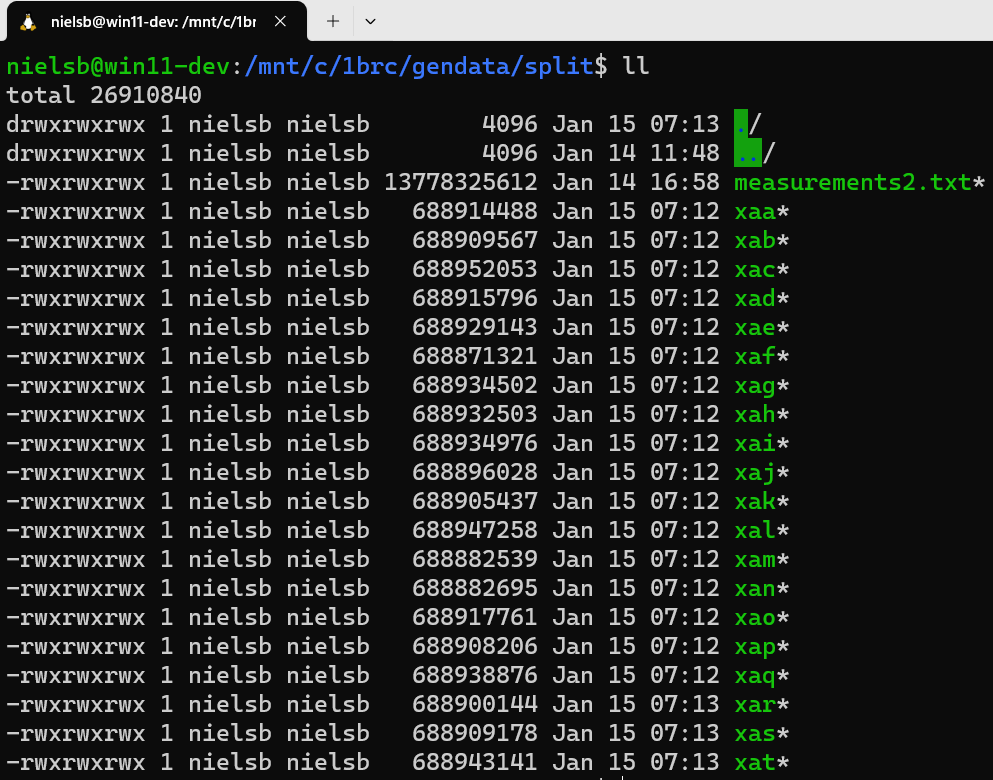 nielsb@win11-dev: /mnt/c/1br
nielsb@win11-dev:/mnt/c/1brc/gendata/split$ ll
total 26910840
drwxrwxrwx 1 nielsb nielsb        4096 Jan 15 07:13 ./
drwxrwxrwx 1 nielsb nielsb        4096 Jan 14 11:48 ../
-rwxrwxrwx 1 nielsb nielsb 13778325612 Jan 14 16:58 measurements2.txt*
-rwxrwxrwx 1 nielsb nielsb   688914488 Jan 15 07:12 xaa*
-rwxrwxrwx 1 nielsb nielsb   688909567 Jan 15 07:12 xab*
-rwxrwxrwx 1 nielsb nielsb   688952053 Jan 15 07:12 xac*
-rwxrwxrwx 1 nielsb nielsb   688915796 Jan 15 07:12 xad*
-rwxrwxrwx 1 nielsb nielsb   688929143 Jan 15 07:12 xae*
-rwxrwxrwx 1 nielsb nielsb   688871321 Jan 15 07:12 xaf*
-rwxrwxrwx 1 nielsb nielsb   688934502 Jan 15 07:12 xag*
-rwxrwxrwx 1 nielsb nielsb   688932503 Jan 15 07:12 xah*
-rwxrwxrwx 1 nielsb nielsb   688934976 Jan 15 07:12 xai*
-rwxrwxrwx 1 nielsb nielsb   688896028 Jan 15 07:12 xaj*
-rwxrwxrwx 1 nielsb nielsb   688905437 Jan 15 07:12 xak*
-rwxrwxrwx 1 nielsb nielsb   688947258 Jan 15 07:12 xal*
-rwxrwxrwx 1 nielsb nielsb   688882539 Jan 15 07:12 xam*
-rwxrwxrwx 1 nielsb nielsb   688882695 Jan 15 07:12 xan*
-rwxrwxrwx 1 nielsb nielsb   688917761 Jan 15 07:12 xao*
-rwxrwxrwx 1 nielsb nielsb   688908206 Jan 15 07:12 xap*
-rwxrwxrwx 1 nielsb nielsb   688938876 Jan 15 07:12 xaq*
-rwxrwxrwx 1 nielsb nielsb   688900144 Jan 15 07:13 xar*
-rwxrwxrwx 1 nielsb nielsb   688909178 Jan 15 07:13 xas*
-rwxrwxrwx 1 nielsb nielsb   688943141 Jan 15 07:13 xat*